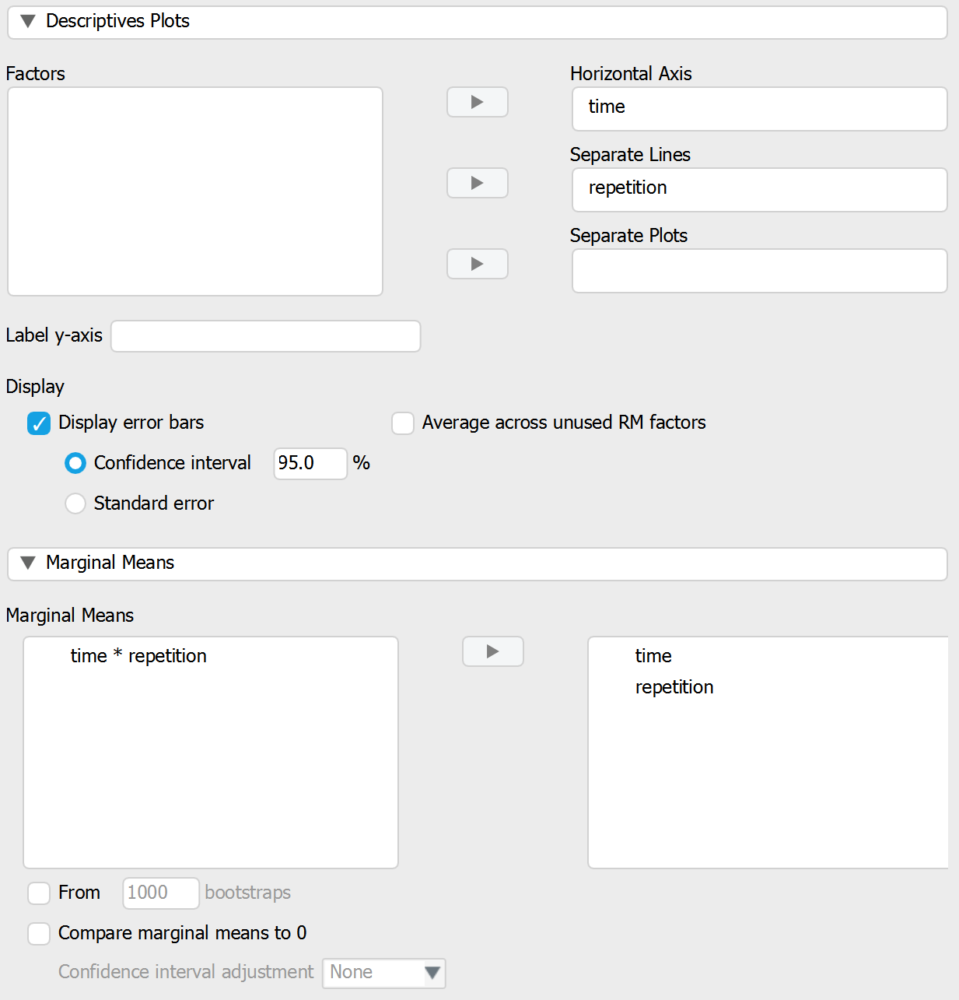 Descriptives Plots
Factors
Horizontal Axis
time
Separate Lines
repetition
Separate Plots
Label y-axis
Display
Display error bars
Average across unused RM factors
Confidence interval 95.0 %
Standard error
Marginal Means
Marginal Means
time * repetition
time
repetition
From 1000 bootstraps
Compare marginal means to 0
Confidence interval adjustment None